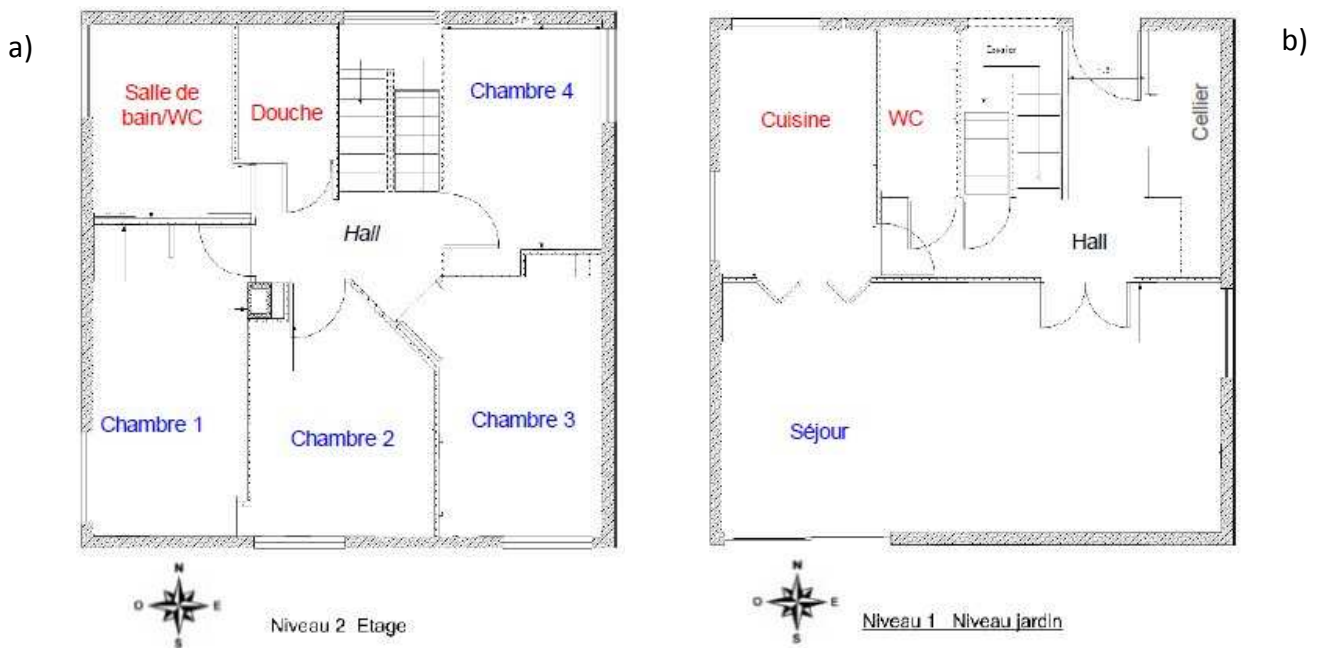 a)
Salle de
bain/WC
Douche
Chambre 4
Hall
Chambre 1
Chambre 2
Chambre 3
N
O
E
S
Niveau 2 Etage
b)
Cuisine
WC
Cellier
Hall
Séjour
N
O
E
S
Niveau 1 Niveau jardin